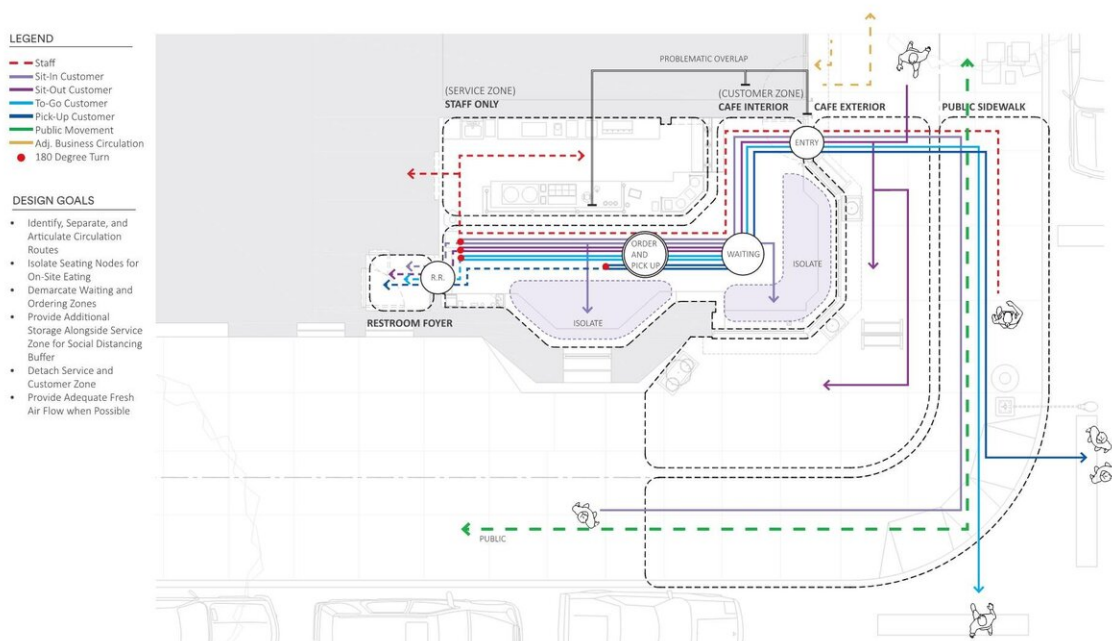 LEGEND
Staff
Sit-In Customer
Sit-Out Customer
To-Go Customer
Pick-Up Customer
Public Movement
Adj. Business Circulation
180 Degree Turn
DESIGN GOALS
• Identify, Separate, and
Articulate Circulation
Routes
• Isolate Seating Nodes for
On-Site Eating
• Demarcate Waiting and
Ordering Zones
• Provide Additional
Storage Alongside Service
Zone for Social Distancing
Buffer
• Detach Service and
Customer Zone
• Provide Adequate Fresh
Air Flow when Possible
PROBLEMATIC OVERLAP
(SERVICE ZONE)
STAFF ONLY
(CUSTOMER ZONE)
CAFE INTERIOR
CAFE EXTERIOR
PUBLIC SIDEWALK
ENTRY
ORDER
AND
PICK UP
WAITING
ISOLATE
R.R.
RESTROOM FOYER
ISOLATE
PUBLIC